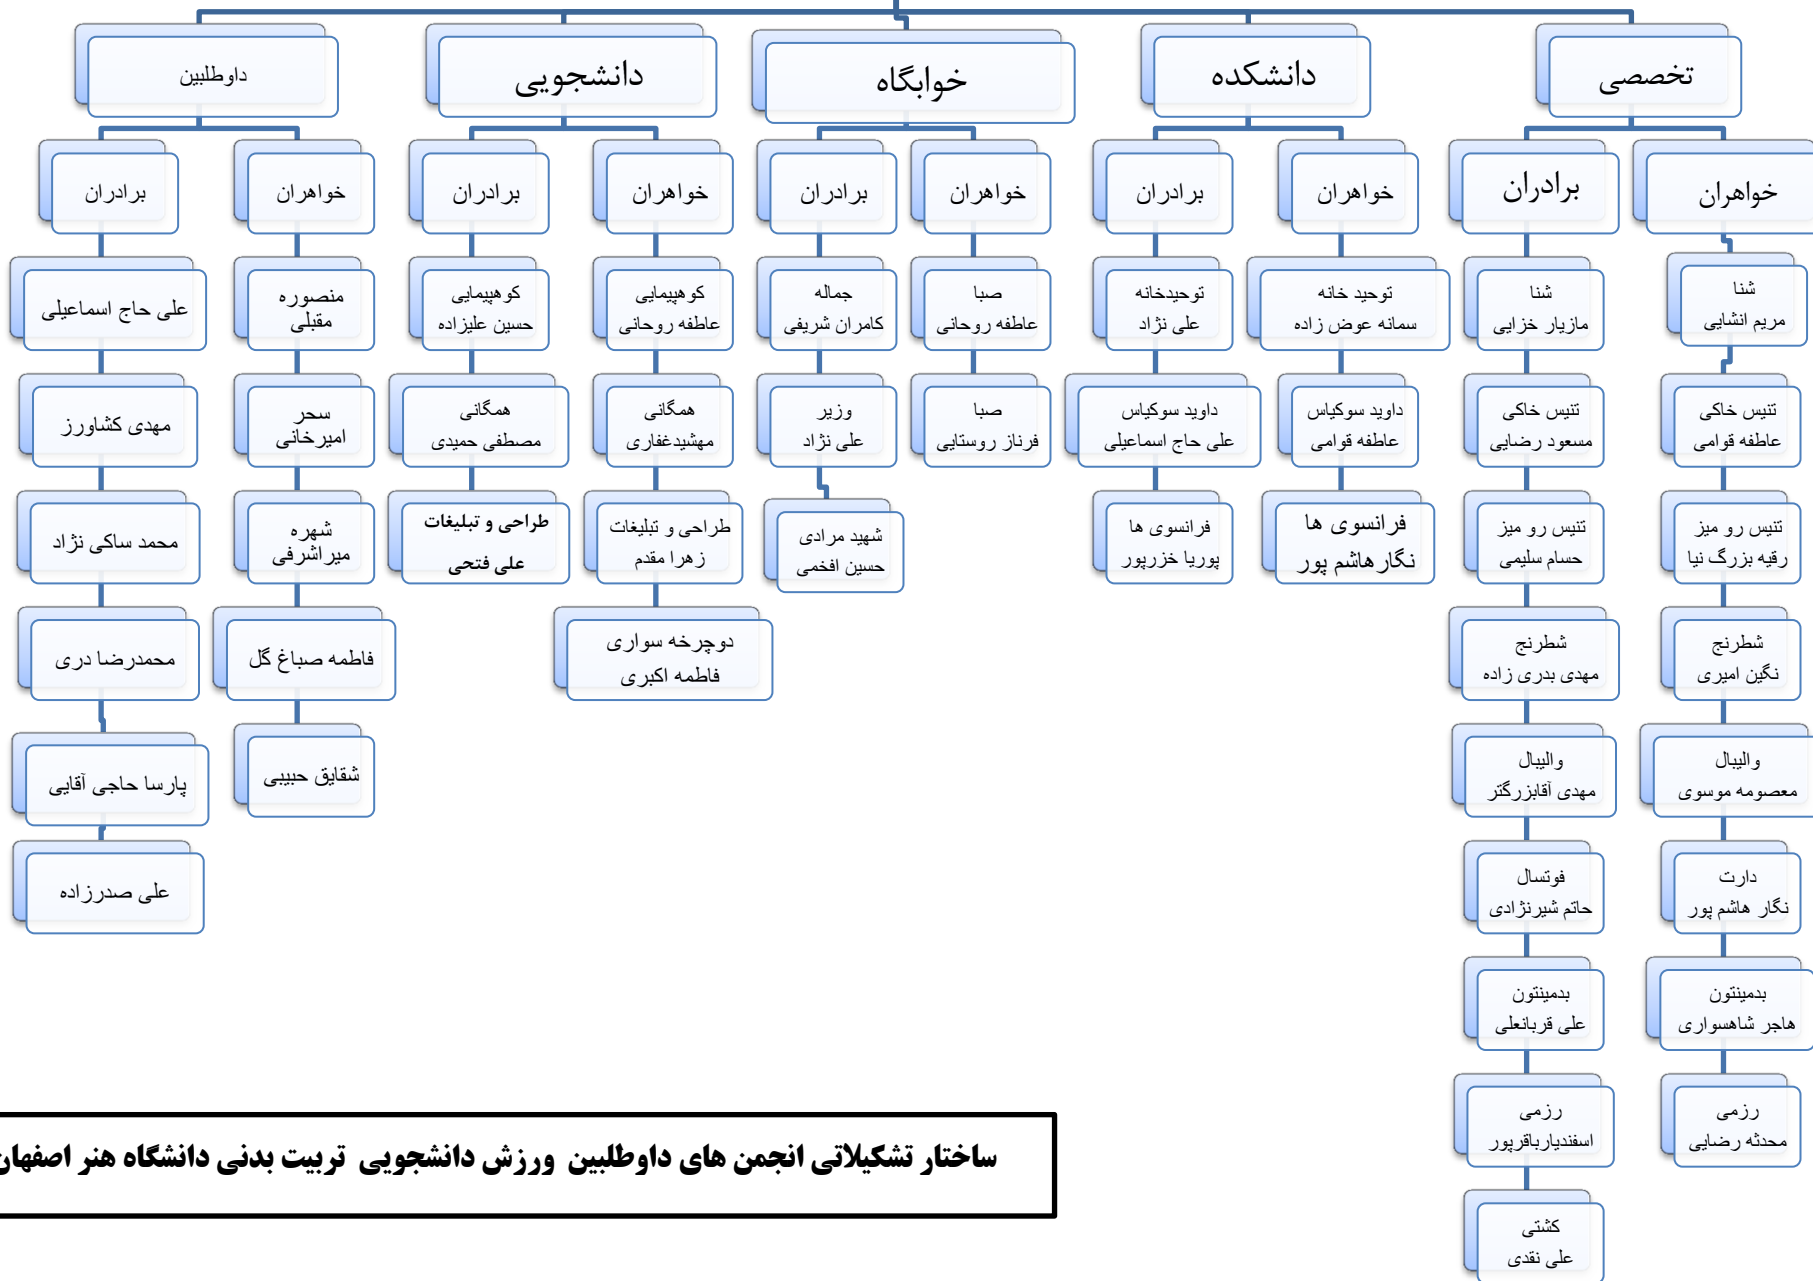 تخصصی
دانشکده
خوابگاه
دانشجویی
داوطلبین
خواهران
برادران
خواهران
برادران
خواهران
برادران
خواهران
برادران
خواهران
برادران
شنا
مریم انشایی
تنیس خاکی
عاطفه قوامی
تنیس رو میز
رقیه بزرگ نیا
شطرنج
نگین امیری
والیبال
معصومه موسوی
دارت
نگار هاشم پور
بدمینتون
هاجر شاهسواری
رزمی
محدثه رضایی
شنا
مازیار خزایی
تنیس خاکی
مسعود رضایی
تنیس رو میز
حسام سلیمی
شطرنج
مهدی بدری زاده
والیبال
مهدی آقابزرگتر
فوتسال
حاتم شیرنژادی
بدمینتون
علی قربانعلی
رزمی
اسفندیارباقرپور
کشتی
علی نقدی
توحید خانه
سمانه عوض زاده
داوید سوکیاس
عاطفه قوامی
فرانسوی ها
نگارهاشم پور
توحیدخانه
علی نژاد
داوید سوکیاس
علی حاج اسماعیلی
فرانسوی ها
پوریا خزرپور
صبا
عاطفه روحانی
صبا
فرناز روستایی
جماله
کامران شریفی
وزیر
علی نژاد
شهید مرادی
حسین افخمی
کوهپیمایی
عاطفه روحانی
همگانی
مهشیدغفاری
طراحی و تبلیغات
زهرا مقدم
دوچرخه سواری
فاطمه اکبری
کوهپیمایی
حسین علیزاده
همگانی
مصطفی حمیدی
طراحی و تبلیغات
علی فتحی
منصوره
مقبلی
سحر
امیرخانی
شهره
میراشرفی
فاطمه صباغ گل
شقایق حبیبی
علی حاج اسماعیلی
مهدی کشاورز
محمد ساکی نژاد
محمدرضا دری
پارسا حاجی آقایی
علی صدرزاده
ساختار تشکیلاتی انجمن های داوطلبین ورزش دانشجویی تربیت بدنی دانشگاه هنر اصفهان